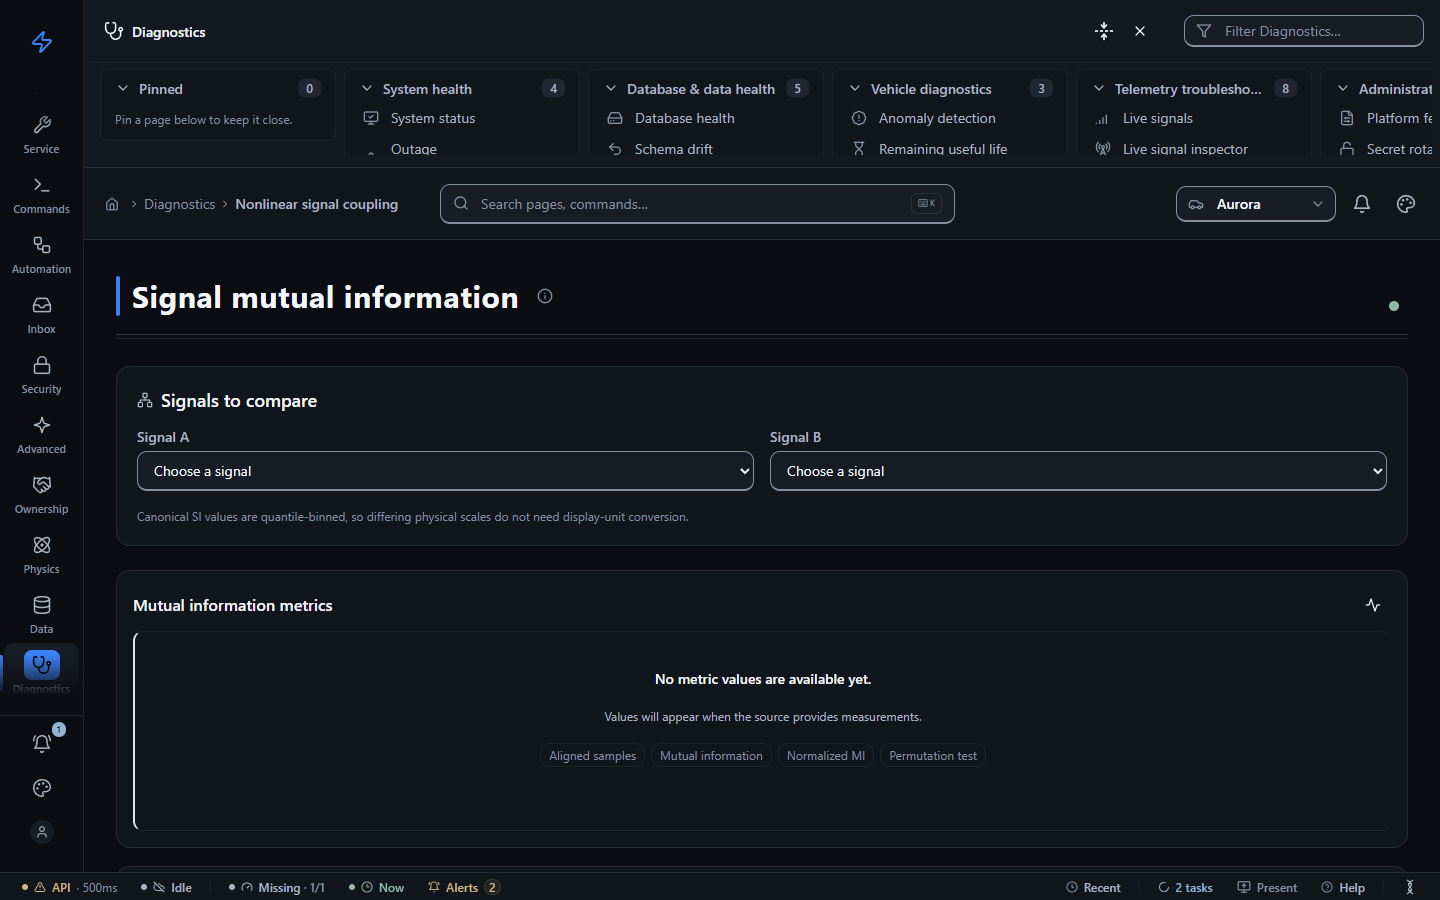 Diagnostics
Filter Diagnostics...
Pinned 0
Pin a page below to keep it close.
System health 4
System status
Outage
Database & data health 5
Database health
Schema drift
Vehicle diagnostics 3
Anomaly detection
Remaining useful life
Telemetry troublesho... 8
Live signals
Live signal inspector
Administrat
Platform fe
Secret rota
Service
Commands
Automation
Inbox
Security
Advanced
Ownership
Physics
Data
Diagnostics
1
Diagnostics
Nonlinear signal coupling
Search pages, commands...
K
Aurora
Signal mutual information
Signals to compare
Signal A
Signal B
Choose a signal
Choose a signal
Canonical SI values are quantile-binned, so differing physical scales do not need display-unit conversion.
Mutual information metrics
No metric values are available yet.
Values will appear when the source provides measurements.
Aligned samples
Mutual information
Normalized MI
Permutation test
API · 500ms
Idle
Missing · 1/1
Now
Alerts 2
Recent
2 tasks
Present
Help